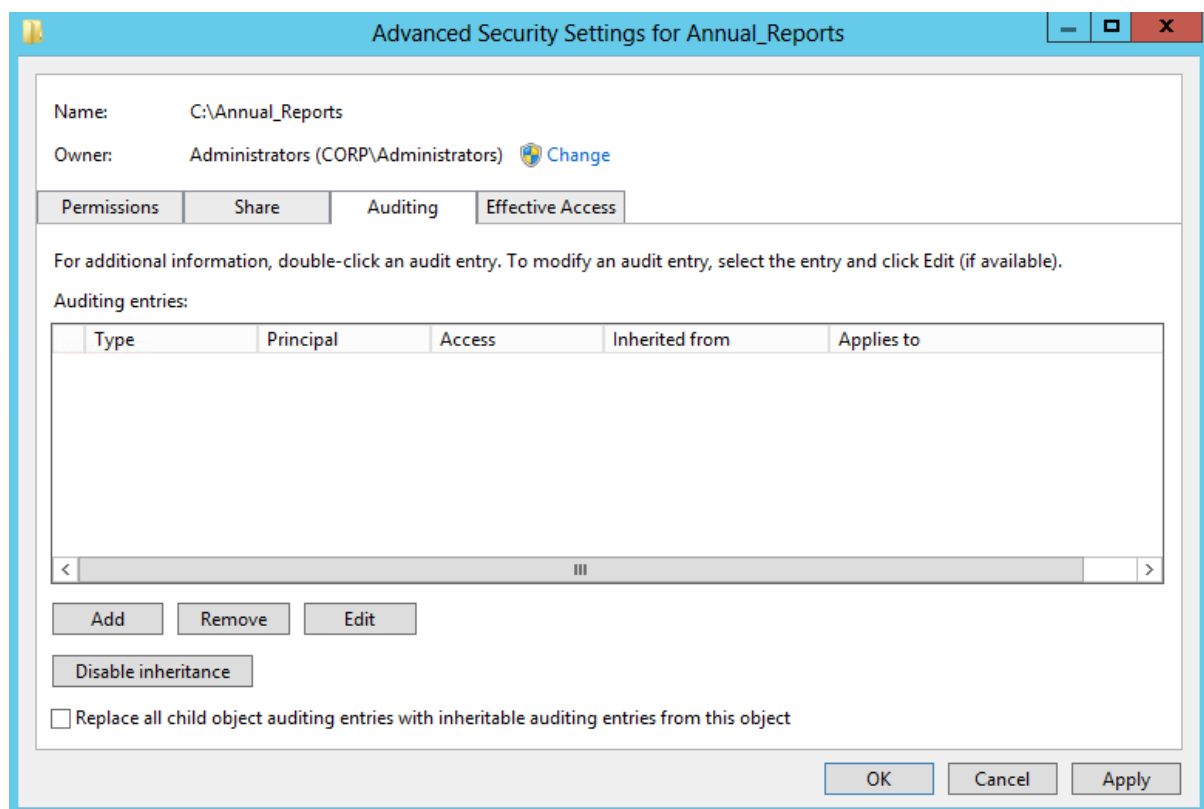 Advanced Security Settings for Annual_Reports
Name: C:\Annual_Reports
Owner: Administrators (CORP\Administrators) Change
Permissions Share Auditing Effective Access
For additional information, double-click an audit entry. To modify an audit entry, select the entry and click Edit (if available).
Auditing entries:
Type Principal Access Inherited from Applies to
Add Remove Edit
Disable inheritance
Replace all child object auditing entries with inheritable auditing entries from this object
OK Cancel Apply